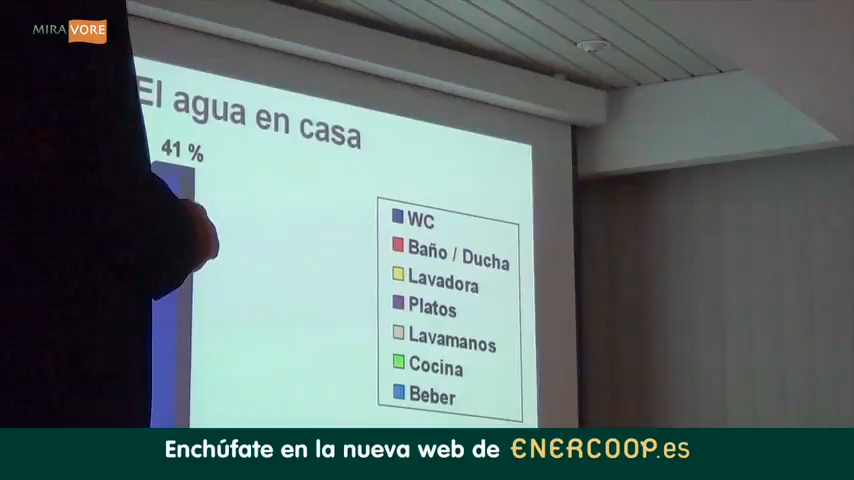 MIRAVORE
El agua en casa
41 %
WC
Baño / Ducha
Lavadora
Platos
Lavamanos
Cocina
Beber
Enchúfate en la nueva web de ENERCOOP.es